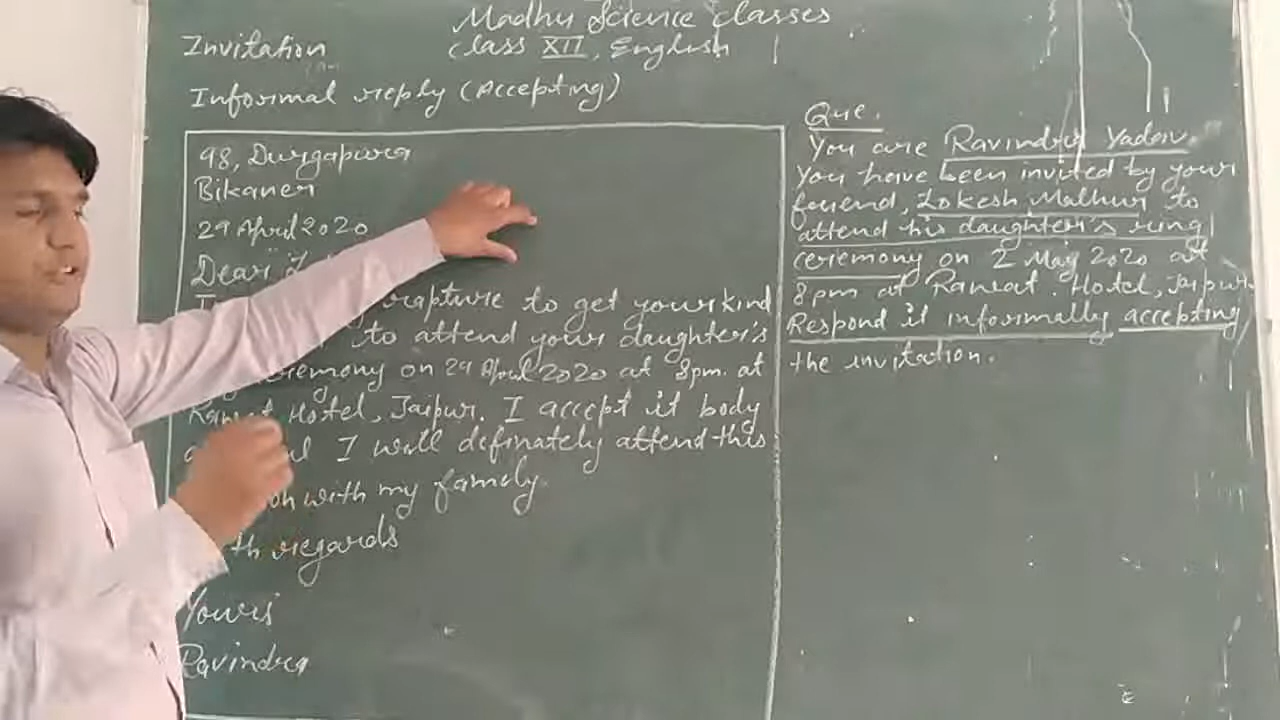 Madhu Science classes
Invitation
Class XII, English
Informal reply (Accepting)
98, Durgapura
Bikaner
29 April 2020
Dear
rapture to get your kind
to attend your daughter's
ceremony on 29 April 2020 at 8pm. at
Hostel, Jaipur. I accept it body
I will definately attend this
with my family.
regards
Yours
Ravindra
Que.
You are Ravindra Yadav.
You have been invited by your
friend, Lokesh Mathur to
attend his daughter's ring
ceremony on 2 May 2020 at
8pm at Hotel, Jaipur.
Respond it informally accepting
the invitation.